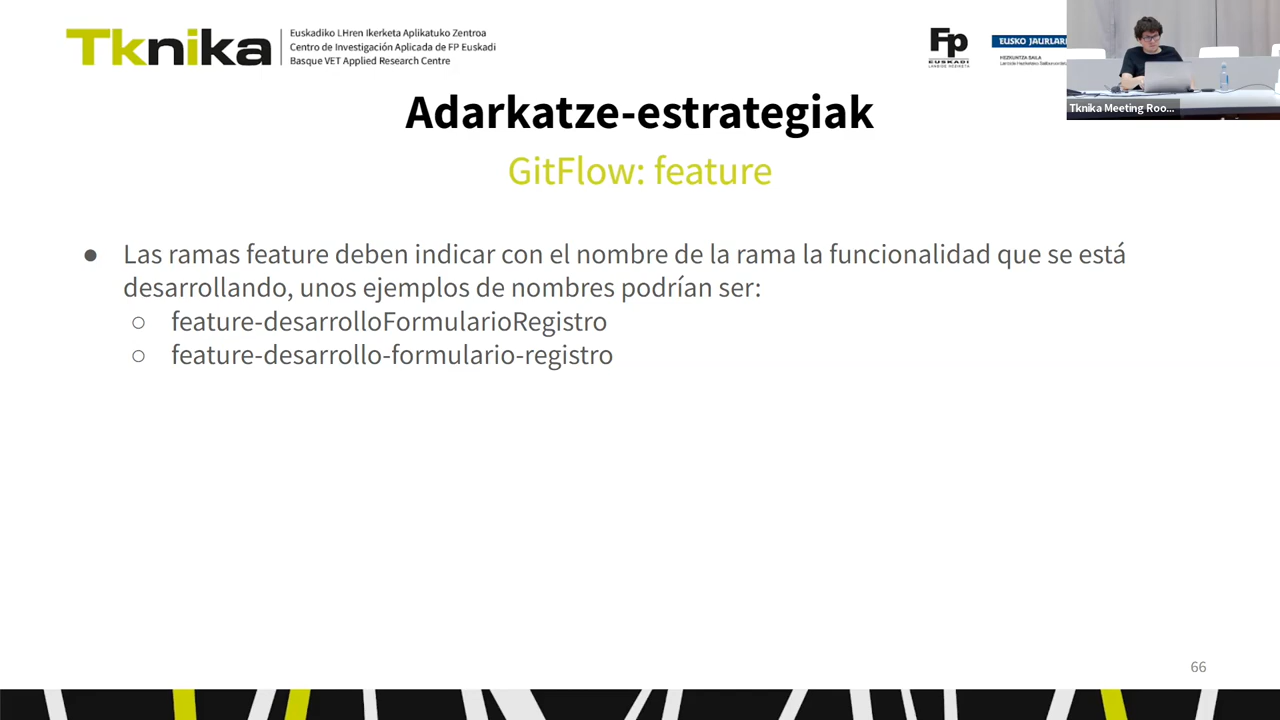 Tknika
Euskadiko LHren Ikerketa Aplikatuko Zentroa
Centro de Investigación Aplicada de FP Euskadi
Basque VET Applied Research Centre
Fp
EUSKADI
EUSKO JAURLAR
HEZKUNTZA SAILA
Tknika Meeting Roo...
Adarkatze-estrategiak
GitFlow: feature
● Las ramas feature deben indicar con el nombre de la rama la funcionalidad que se está
desarrollando, unos ejemplos de nombres podrían ser:
○ feature-desarrolloFormularioRegistro
○ feature-desarrollo-formulario-registro
66